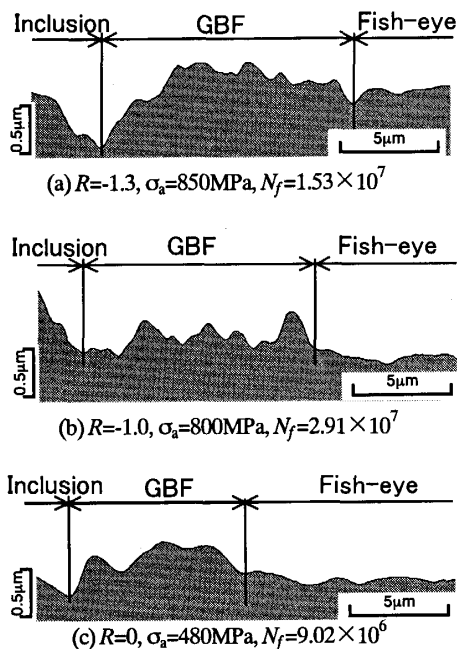 Inclusion GBF Fish-eye
0.5μm
5μm
(a) R=-1.3, σa=850MPa, Nf=1.53×10^7
Inclusion GBF Fish-eye
0.5μm
5μm
(b) R=-1.0, σa=800MPa, Nf=2.91×10^7
Inclusion GBF Fish-eye
0.5μm
5μm
(c) R=0, σa=480MPa, Nf=9.02×10^6